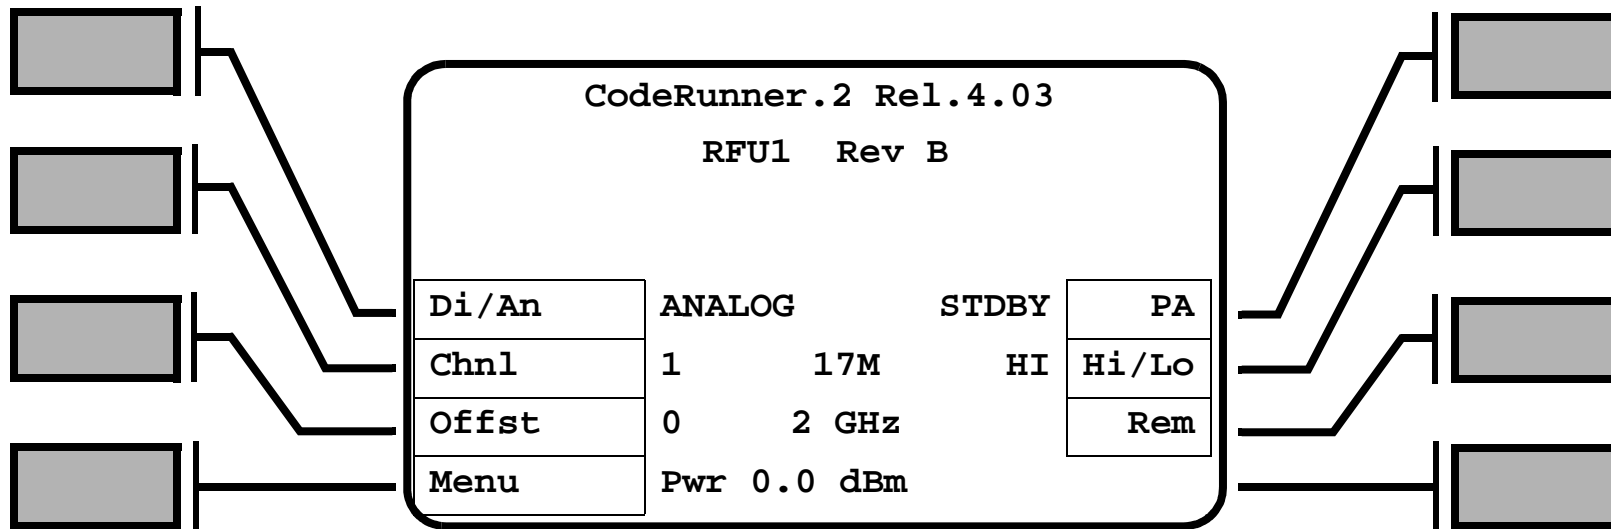 CodeRunner.2 Rel.4.03
RFU1 Rev B
Di/An ANALOG STDBY PA
Chnl 1 17M HI Hi/Lo
Offst 0 2 GHz Rem
Menu Pwr 0.0 dBm